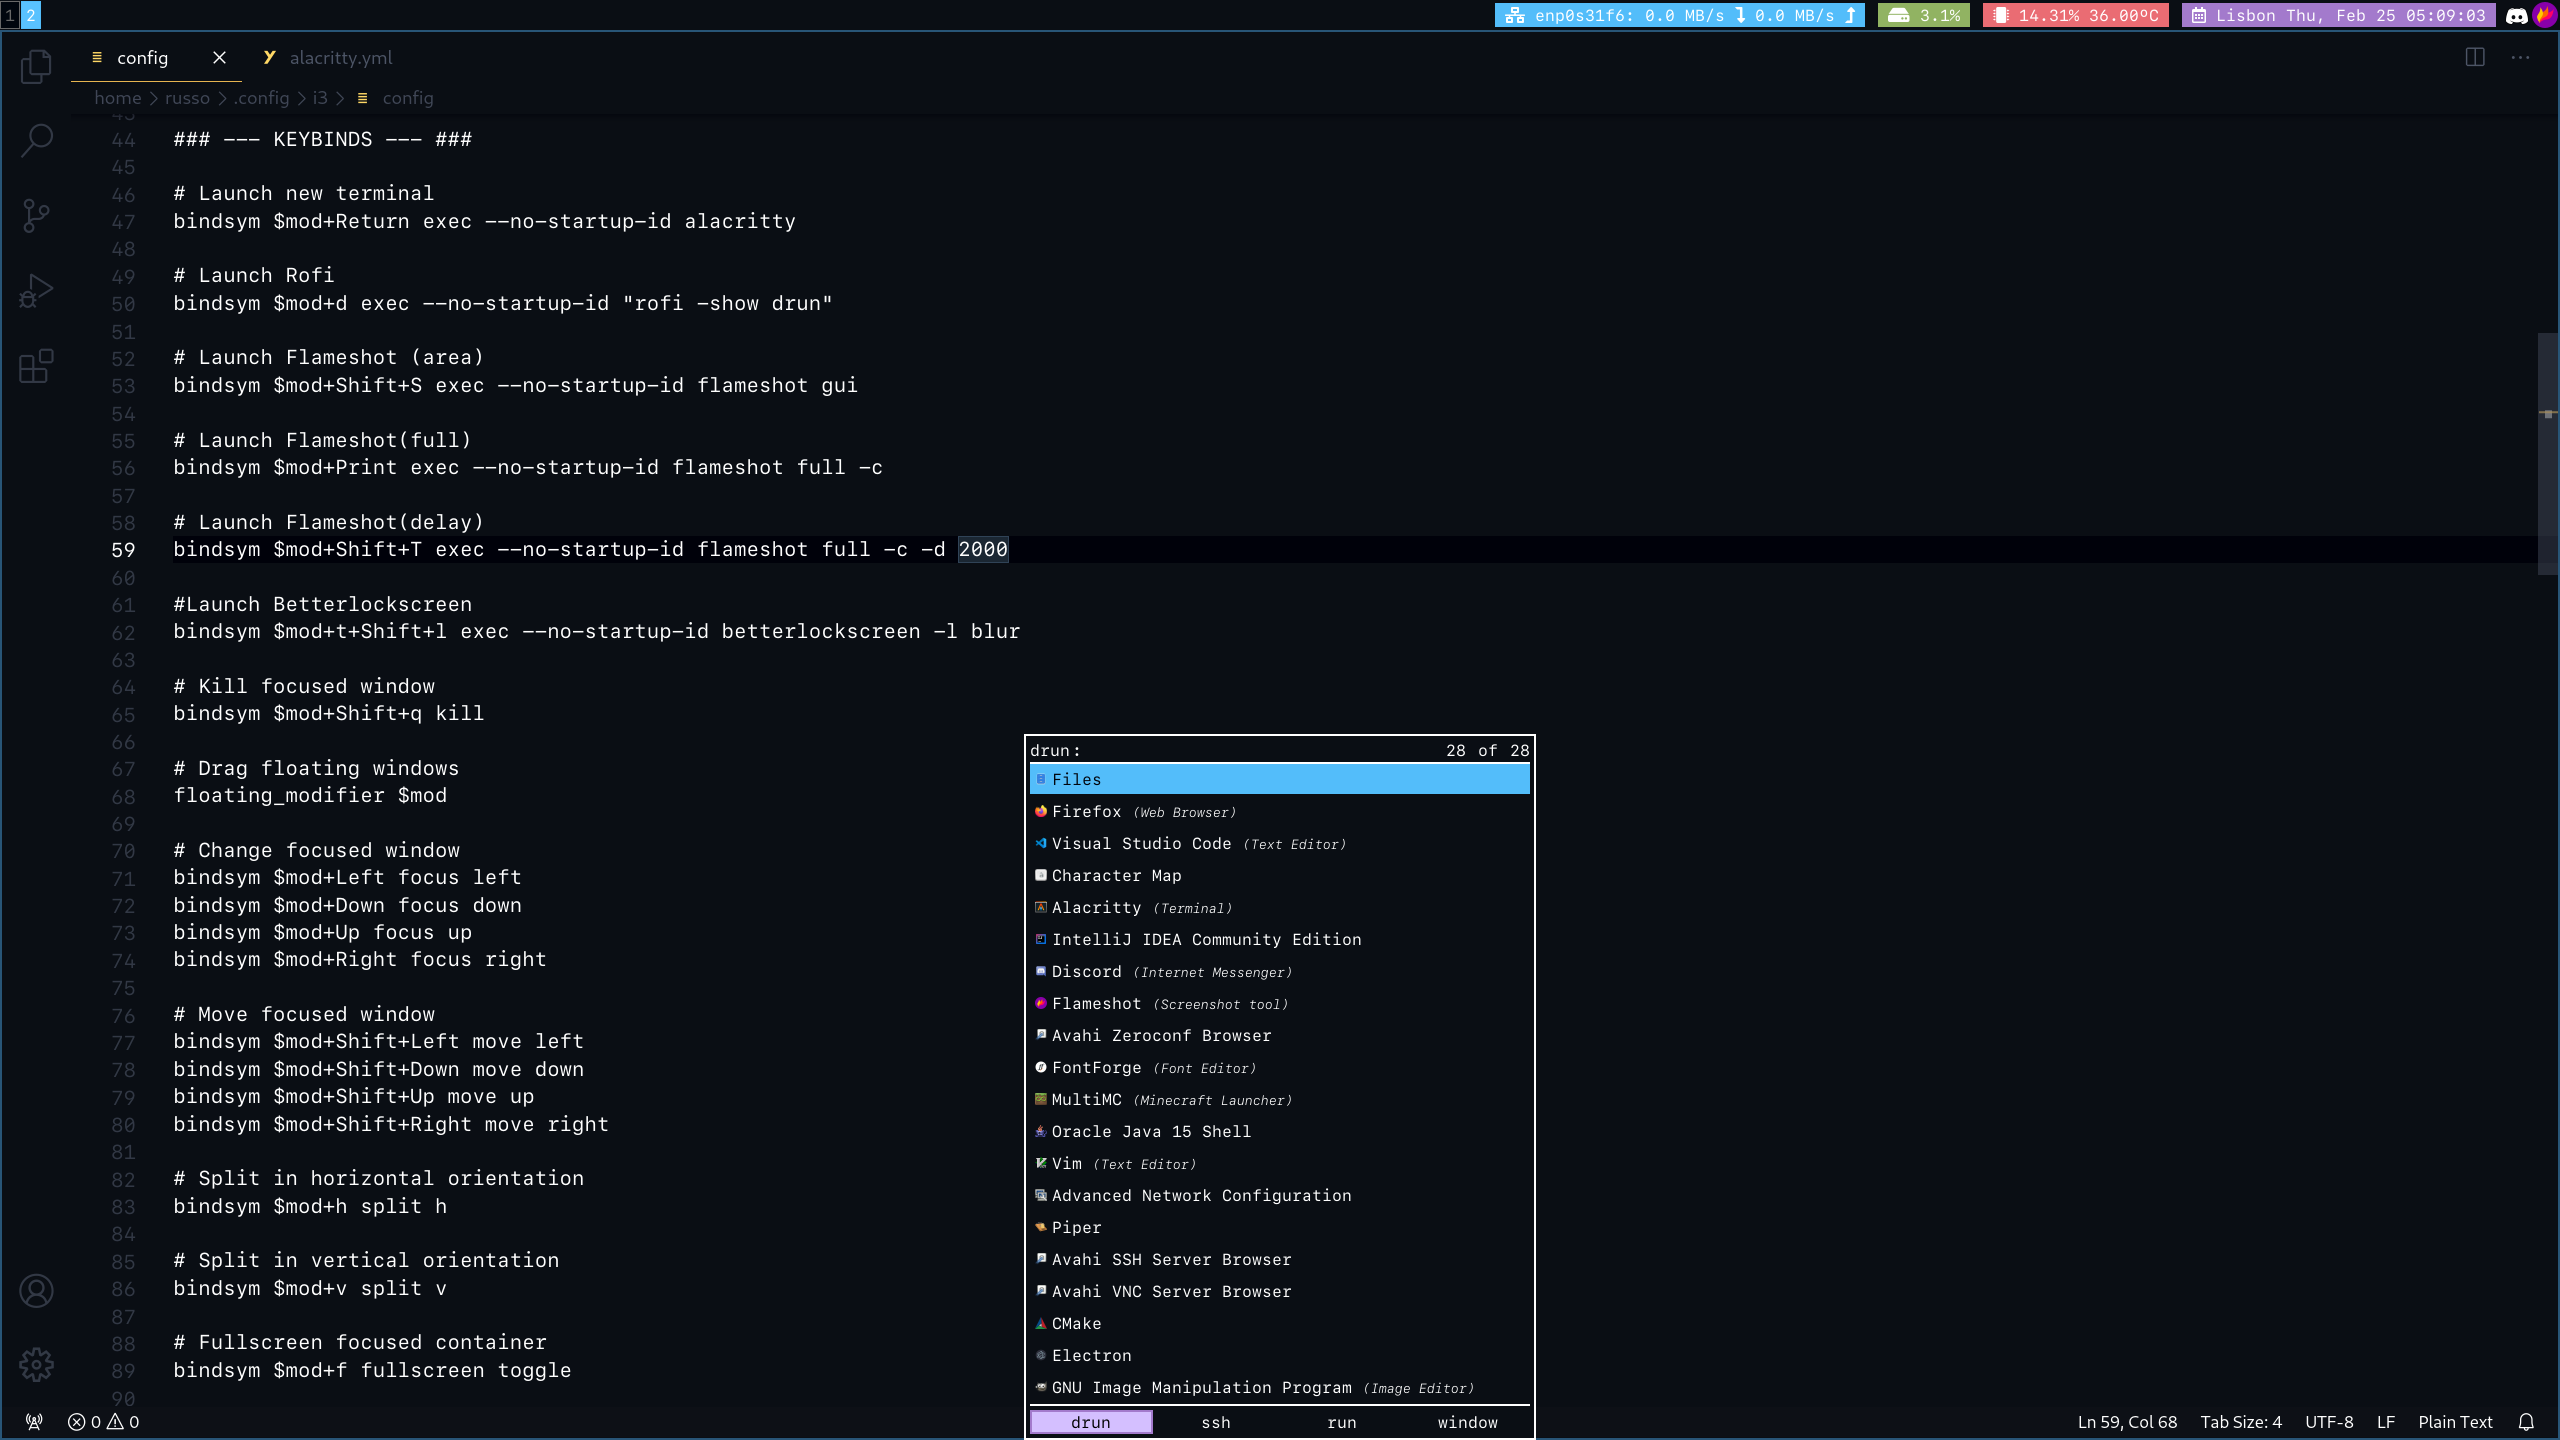 1 2 enp0s31f6: 0.0 MB/s 0.0 MB/s 3.1% 14.31% 36.00ºC Lisbon Thu, Feb 25 05:09:03
config alacritty.yml
home > russo > .config > i3 > config
43
44 ### --- KEYBINDS --- ###
45
46 # Launch new terminal
47 bindsym $mod+Return exec --no-startup-id alacritty
48
49 # Launch Rofi
50 bindsym $mod+d exec --no-startup-id "rofi -show drun"
51
52 # Launch Flameshot (area)
53 bindsym $mod+Shift+S exec --no-startup-id flameshot gui
54
55 # Launch Flameshot(full)
56 bindsym $mod+Print exec --no-startup-id flameshot full -c
57
58 # Launch Flameshot(delay)
59 bindsym $mod+Shift+T exec --no-startup-id flameshot full -c -d 2000
60
61 #Launch Betterlockscreen
62 bindsym $mod+t+Shift+l exec --no-startup-id betterlockscreen -l blur
63
64 # Kill focused window
65 bindsym $mod+Shift+q kill
66
67 # Drag floating windows
68 floating_modifier $mod
69
70 # Change focused window
71 bindsym $mod+Left focus left
72 bindsym $mod+Down focus down
73 bindsym $mod+Up focus up
74 bindsym $mod+Right focus right
75
76 # Move focused window
77 bindsym $mod+Shift+Left move left
78 bindsym $mod+Shift+Down move down
79 bindsym $mod+Shift+Up move up
80 bindsym $mod+Shift+Right move right
81
82 # Split in horizontal orientation
83 bindsym $mod+h split h
84
85 # Split in vertical orientation
86 bindsym $mod+v split v
87
88 # Fullscreen focused container
89 bindsym $mod+f fullscreen toggle
90
drun: 28 of 28
Files
Firefox (Web Browser)
Visual Studio Code (Text Editor)
Character Map
Alacritty (Terminal)
IntelliJ IDEA Community Edition
Discord (Internet Messenger)
Flameshot (Screenshot tool)
Avahi Zeroconf Browser
FontForge (Font Editor)
MultiMC (Minecraft Launcher)
Oracle Java 15 Shell
Vim (Text Editor)
Advanced Network Configuration
Piper
Avahi SSH Server Browser
Avahi VNC Server Browser
CMake
Electron
GNU Image Manipulation Program (Image Editor)
drun ssh run window
0 0 Ln 59, Col 68 Tab Size: 4 UTF-8 LF Plain Text